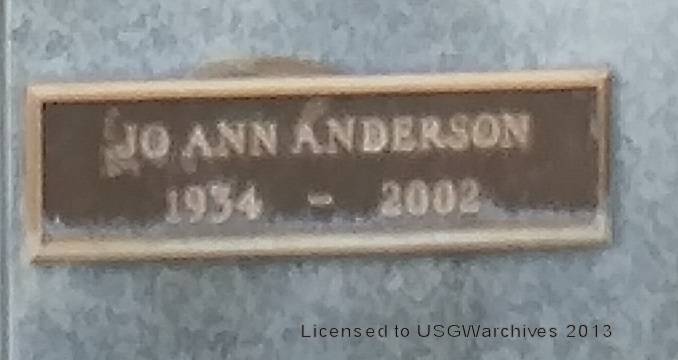 JO ANN ANDERSON
1934 - 2002
Licensed to USGWarchives 2013